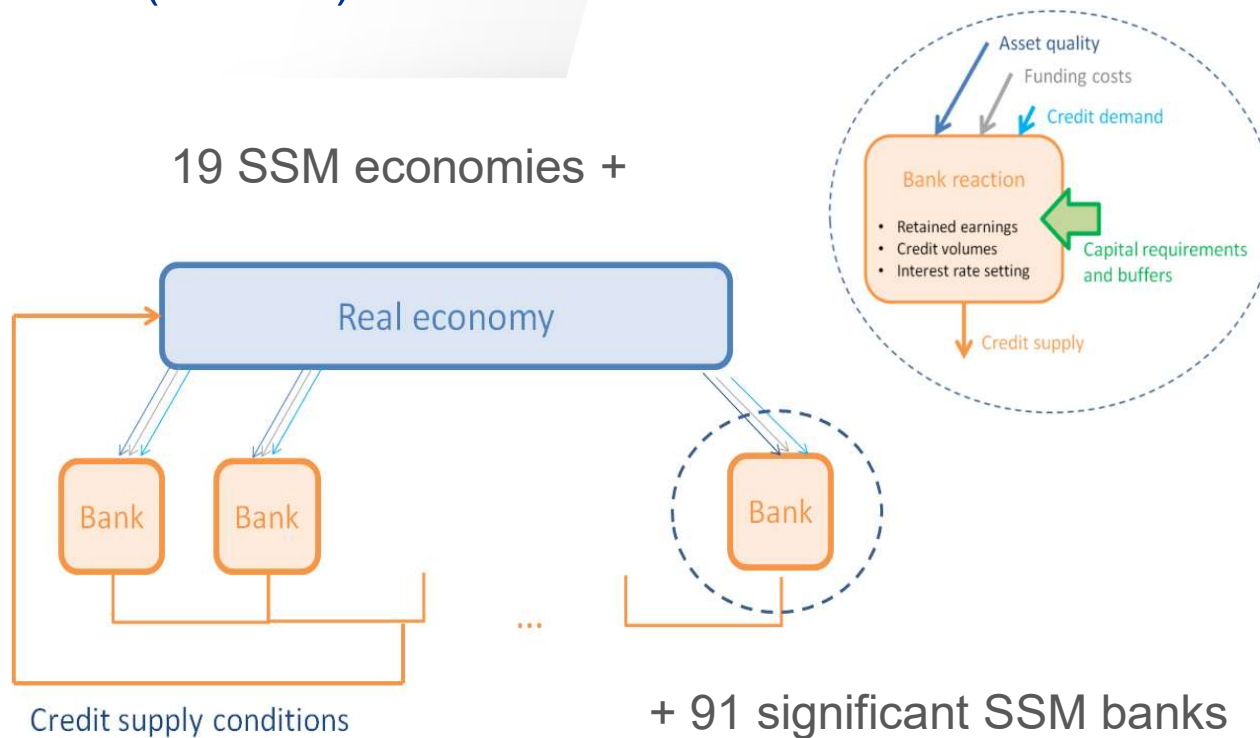 Asset quality
Funding costs
Credit demand
19 SSM economies +
Bank reaction
• Retained earnings
• Credit volumes
• Interest rate setting
Capital requirements
and buffers
Real economy
Credit supply
Bank
Bank
Bank
...
Credit supply conditions
+ 91 significant SSM banks